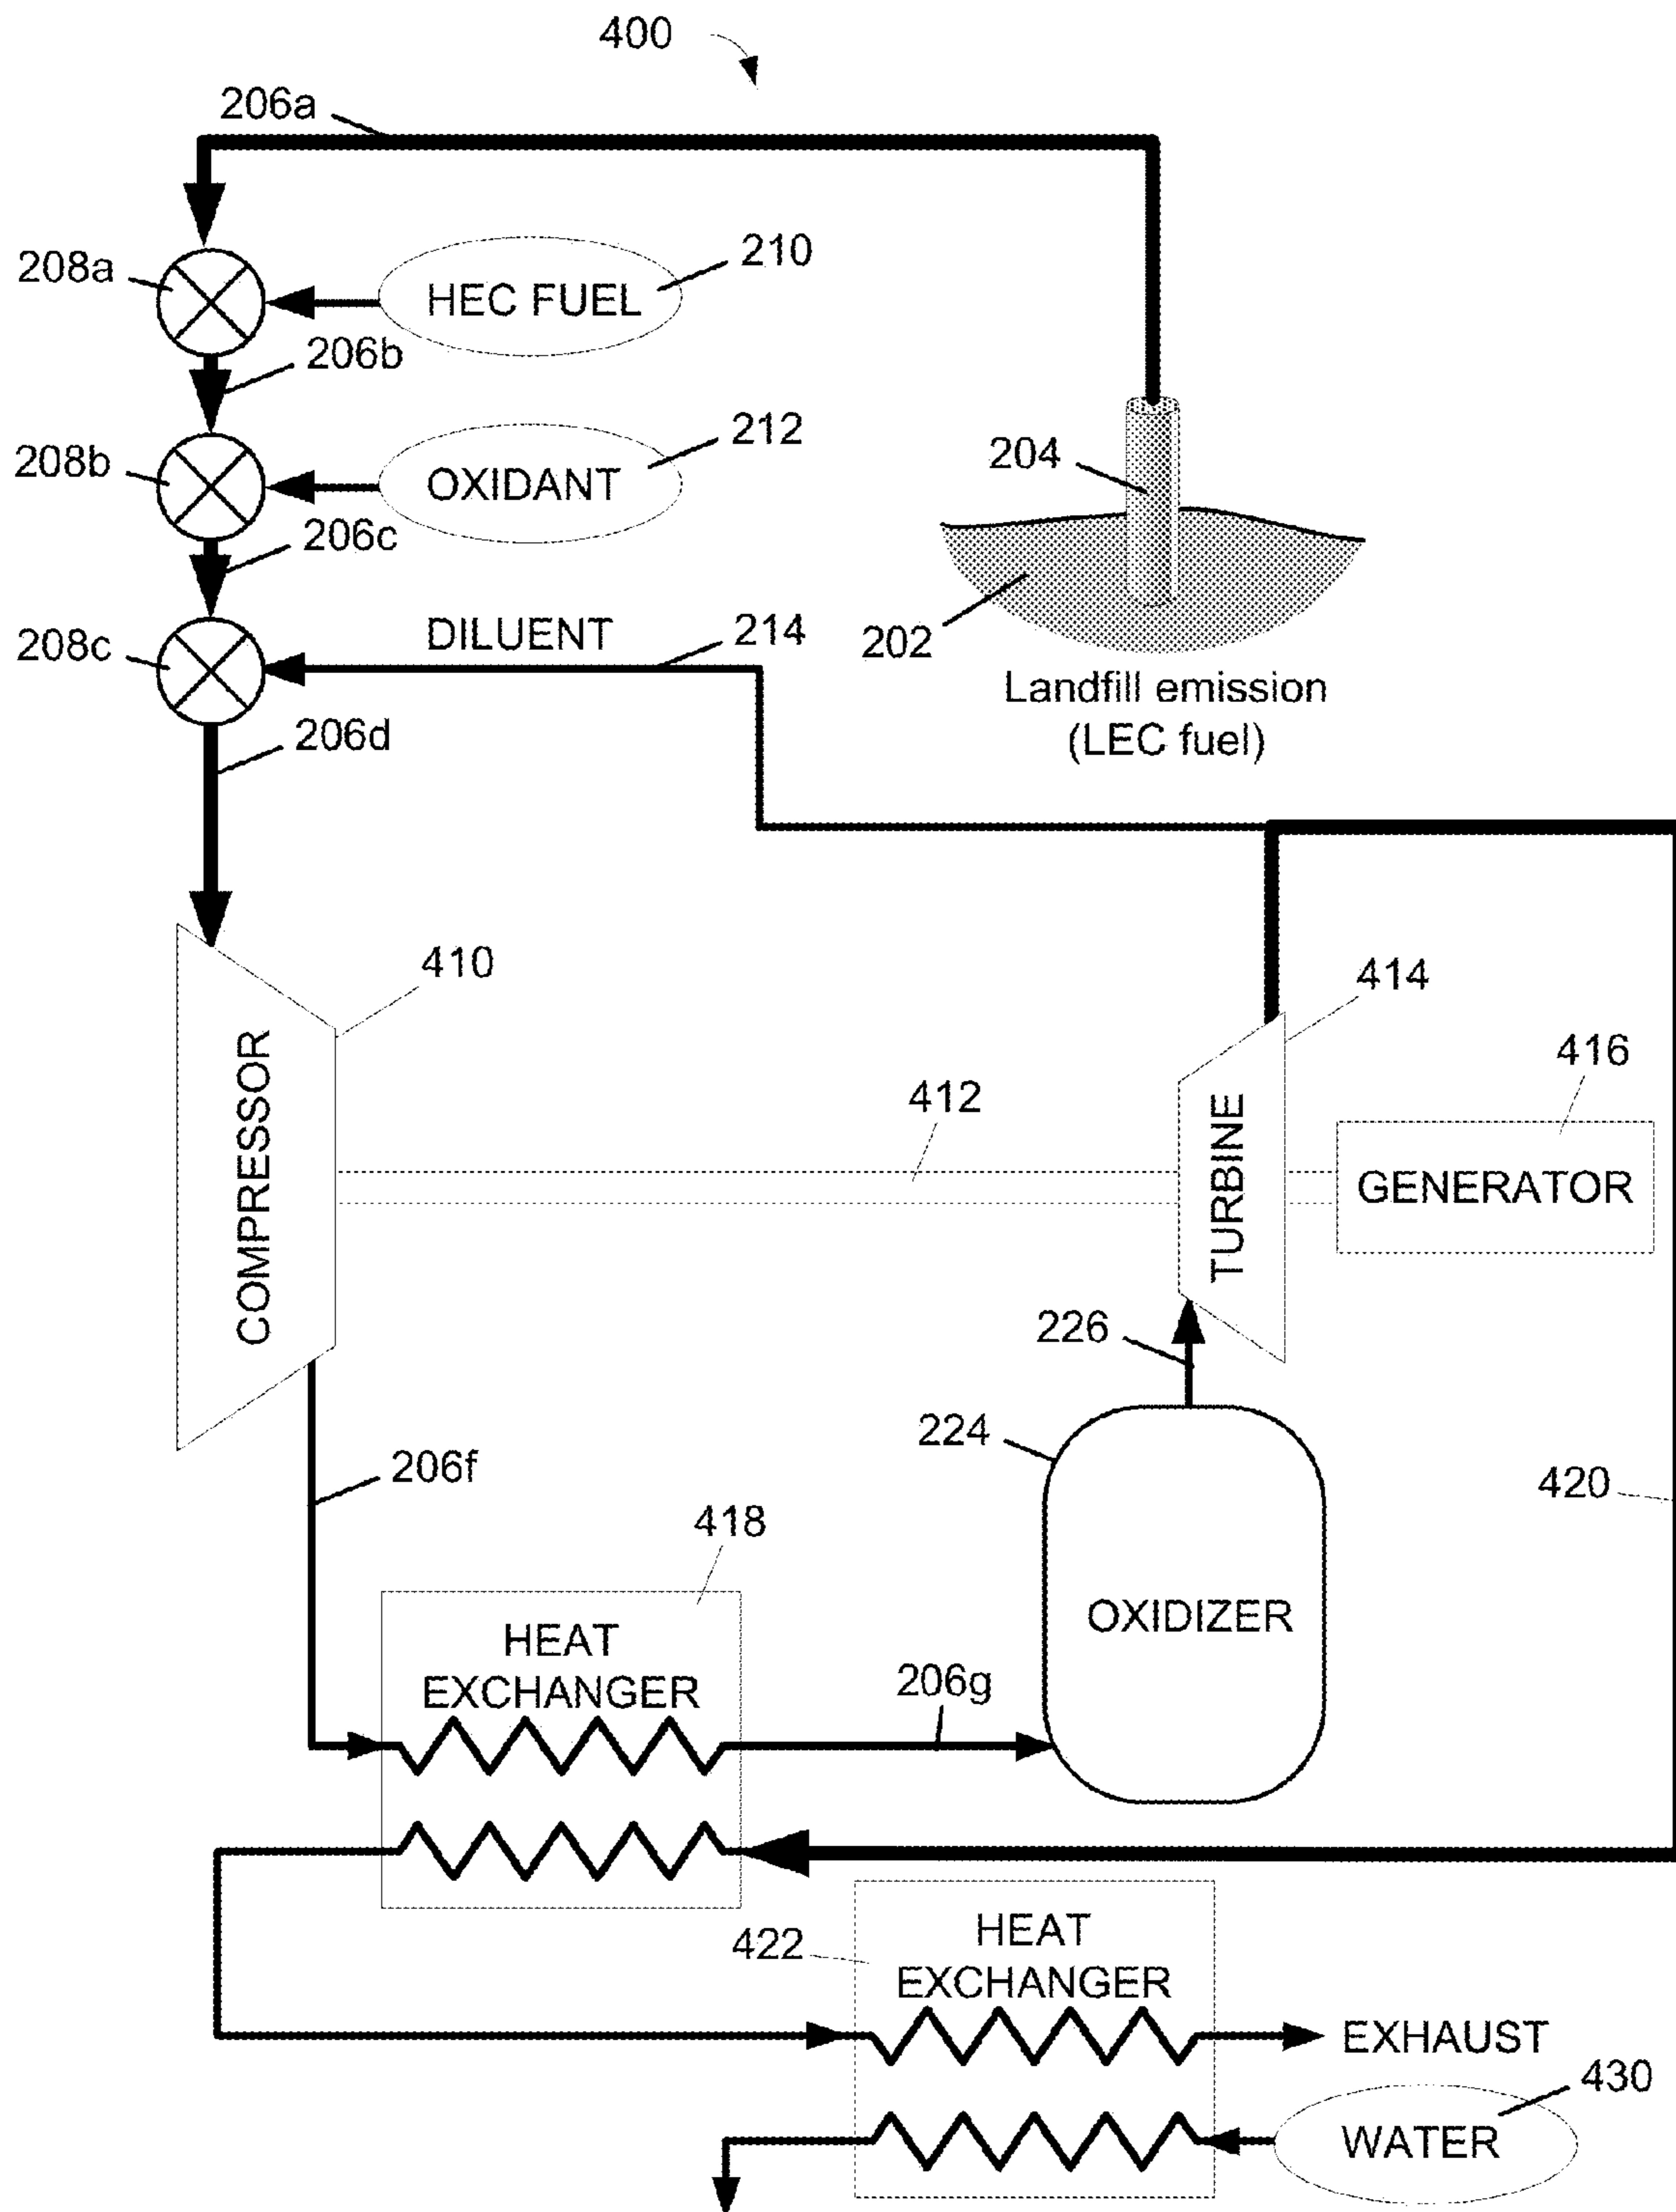 400
206a
208a
HEC FUEL
210
206b
208b
OXIDANT
212
206c
204
202
Landfill emission
(LEC fuel)
208c
DILUENT
214
206d
410
COMPRESSOR
414
412
TURBINE
416
GENERATOR
226
224
OXIDIZER
206f
420
418
HEAT
EXCHANGER
206g
422
HEAT
EXCHANGER
EXHAUST
430
WATER